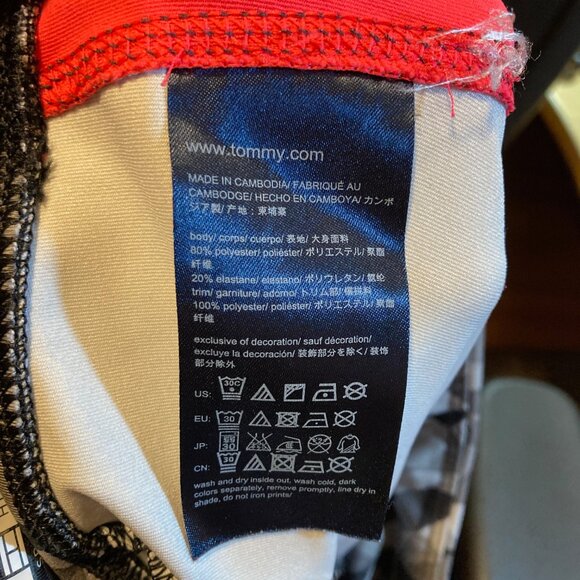 www.tommy.com
MADE IN CAMBODIA/ FABRIQUÉ AU
CAMBODGE/ HECHO EN CAMBOYA/ カンボ
ジア製/ 产地：柬埔寨
body/ corps/ cuerpo/ 表地/ 大身面料
80% polyester/ poliéster/ ポリエステル/ 聚酯
纤维
20% elastane/ elastano/ ポリウレタン/ 氨纶
trim/ garniture/ adorno/ トリム部/
100% polyester/ poliéster/ ポリエステル/ 聚酯
纤维
exclusive of decoration/ sauf décoration/
excluye la decoración/ 装飾部分を除く/ 装饰
部分除外
US: 30C
EU: 30
JP: 30
CN: 30
wash and dry inside out, wash cold, dark
colors separately, remove promptly, line dry in
shade, do not iron prints/